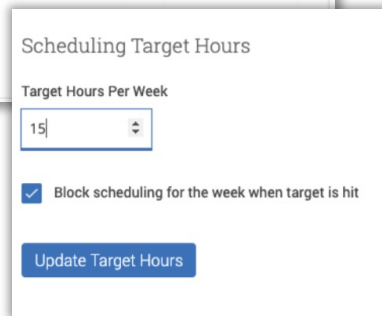 Scheduling Target Hours
Target Hours Per Week
15
Block scheduling for the week when target is hit
Update Target Hours